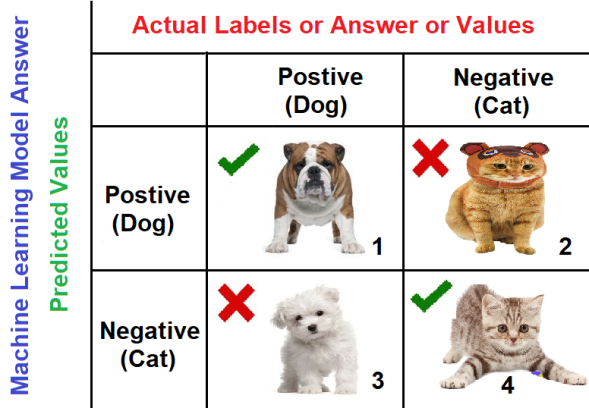 Actual Labels or Answer or Values
Machine Learning Model Answer
Predicted Values
Postive
(Dog)
Negative
(Cat)
Postive
(Dog)
1
2
Negative
(Cat)
3
4